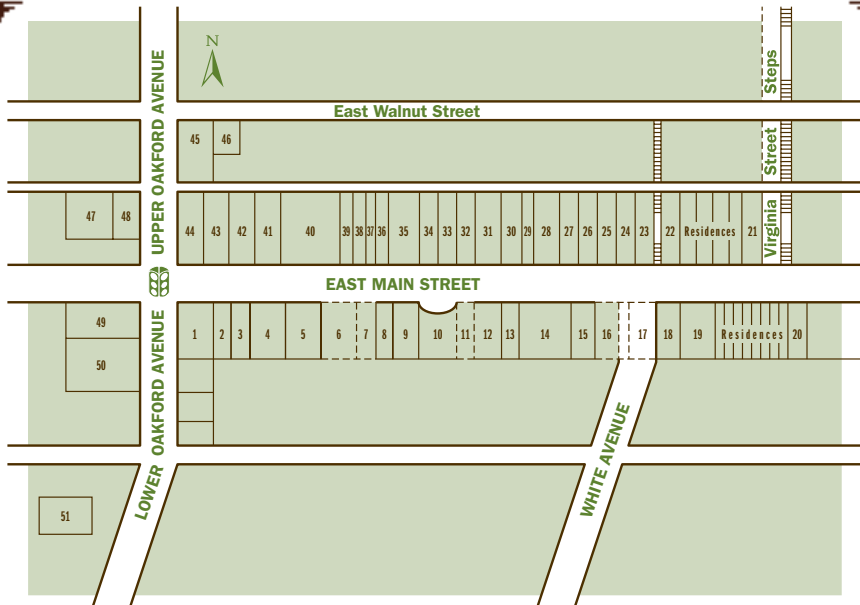 N
East Walnut Street
UPPER OAKFORD AVENUE
Virginia Street Steps
45 46
47 48
44 43 42 41 40 39 38 37 36 35 34 33 32 31 30 29 28 27 26 25 24 23 22 Residences 21
EAST MAIN STREET
49
50
1 2 3 4 5 6 7 8 9 10 11 12 13 14 15 16 17 18 19 Residences 20
LOWER OAKFORD AVENUE
WHITE AVENUE
51